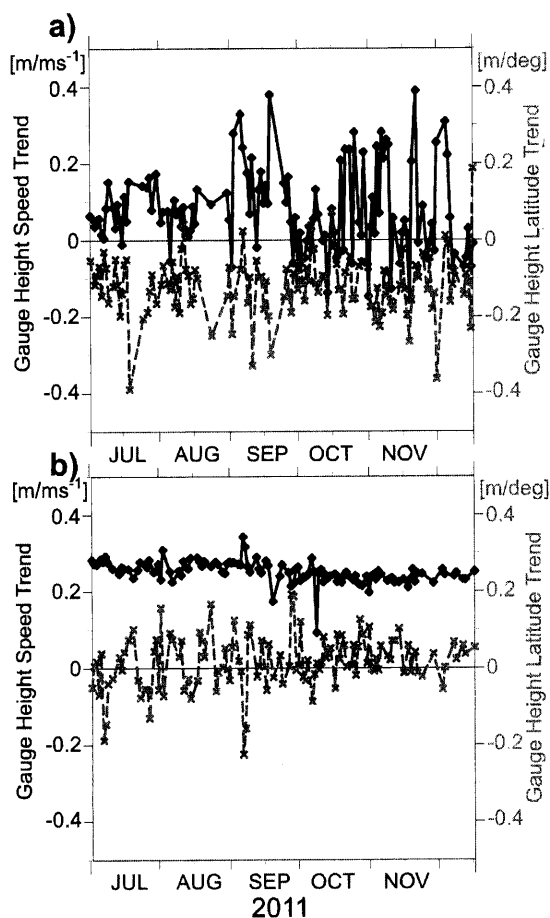 a)
[m/ms⁻¹] [m/deg]
Gauge Height Speed Trend
0.4
0.2
0
-0.2
-0.4
0.4
0.2
0
-0.2
-0.4
Gauge Height Latitude Trend
JUL AUG SEP OCT NOV
b)
[m/ms⁻¹] [m/deg]
Gauge Height Speed Trend
0.4
0.2
0
-0.2
-0.4
0.4
0.2
0
-0.2
-0.4
Gauge Height Latitude Trend
JUL AUG SEP OCT NOV
2011